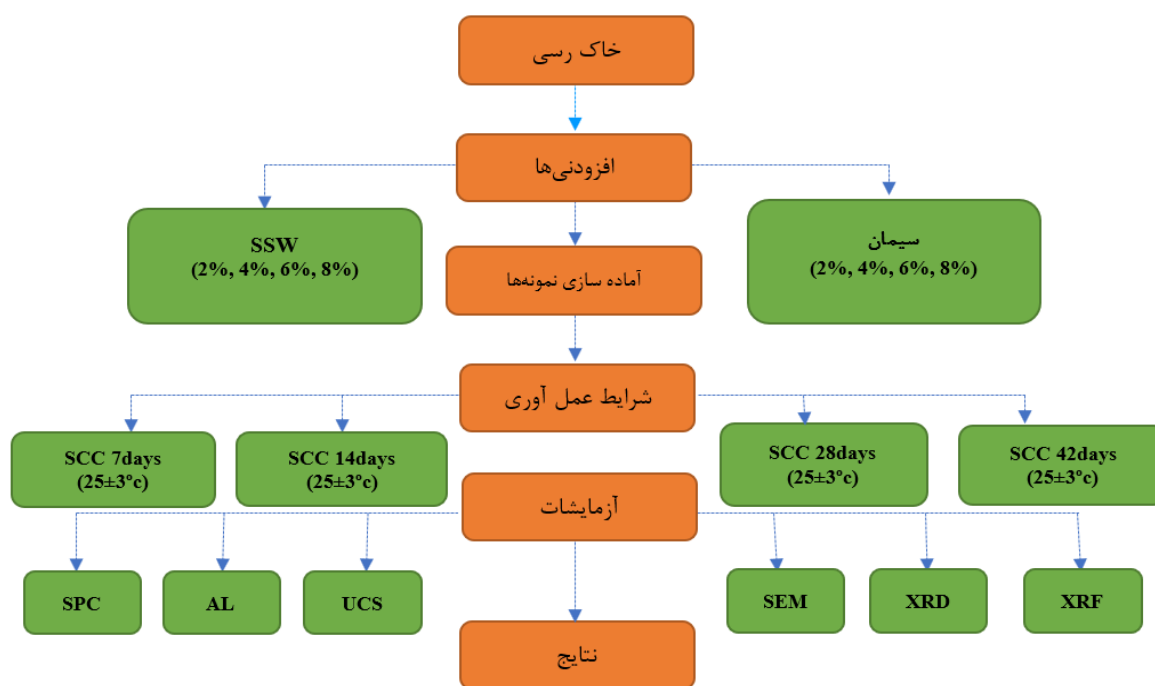 خاک رسی
افزودنی‌ها
SSW
(2%, 4%, 6%, 8%)
سیمان
(2%, 4%, 6%, 8%)
آماده سازی نمونه‌ها
شرایط عمل آوری
SCC 7days
(25±3°c)
SCC 14days
(25±3°c)
SCC 28days
(25±3°c)
SCC 42days
(25±3°c)
آزمایشات
SPC
AL
UCS
SEM
XRD
XRF
نتایج